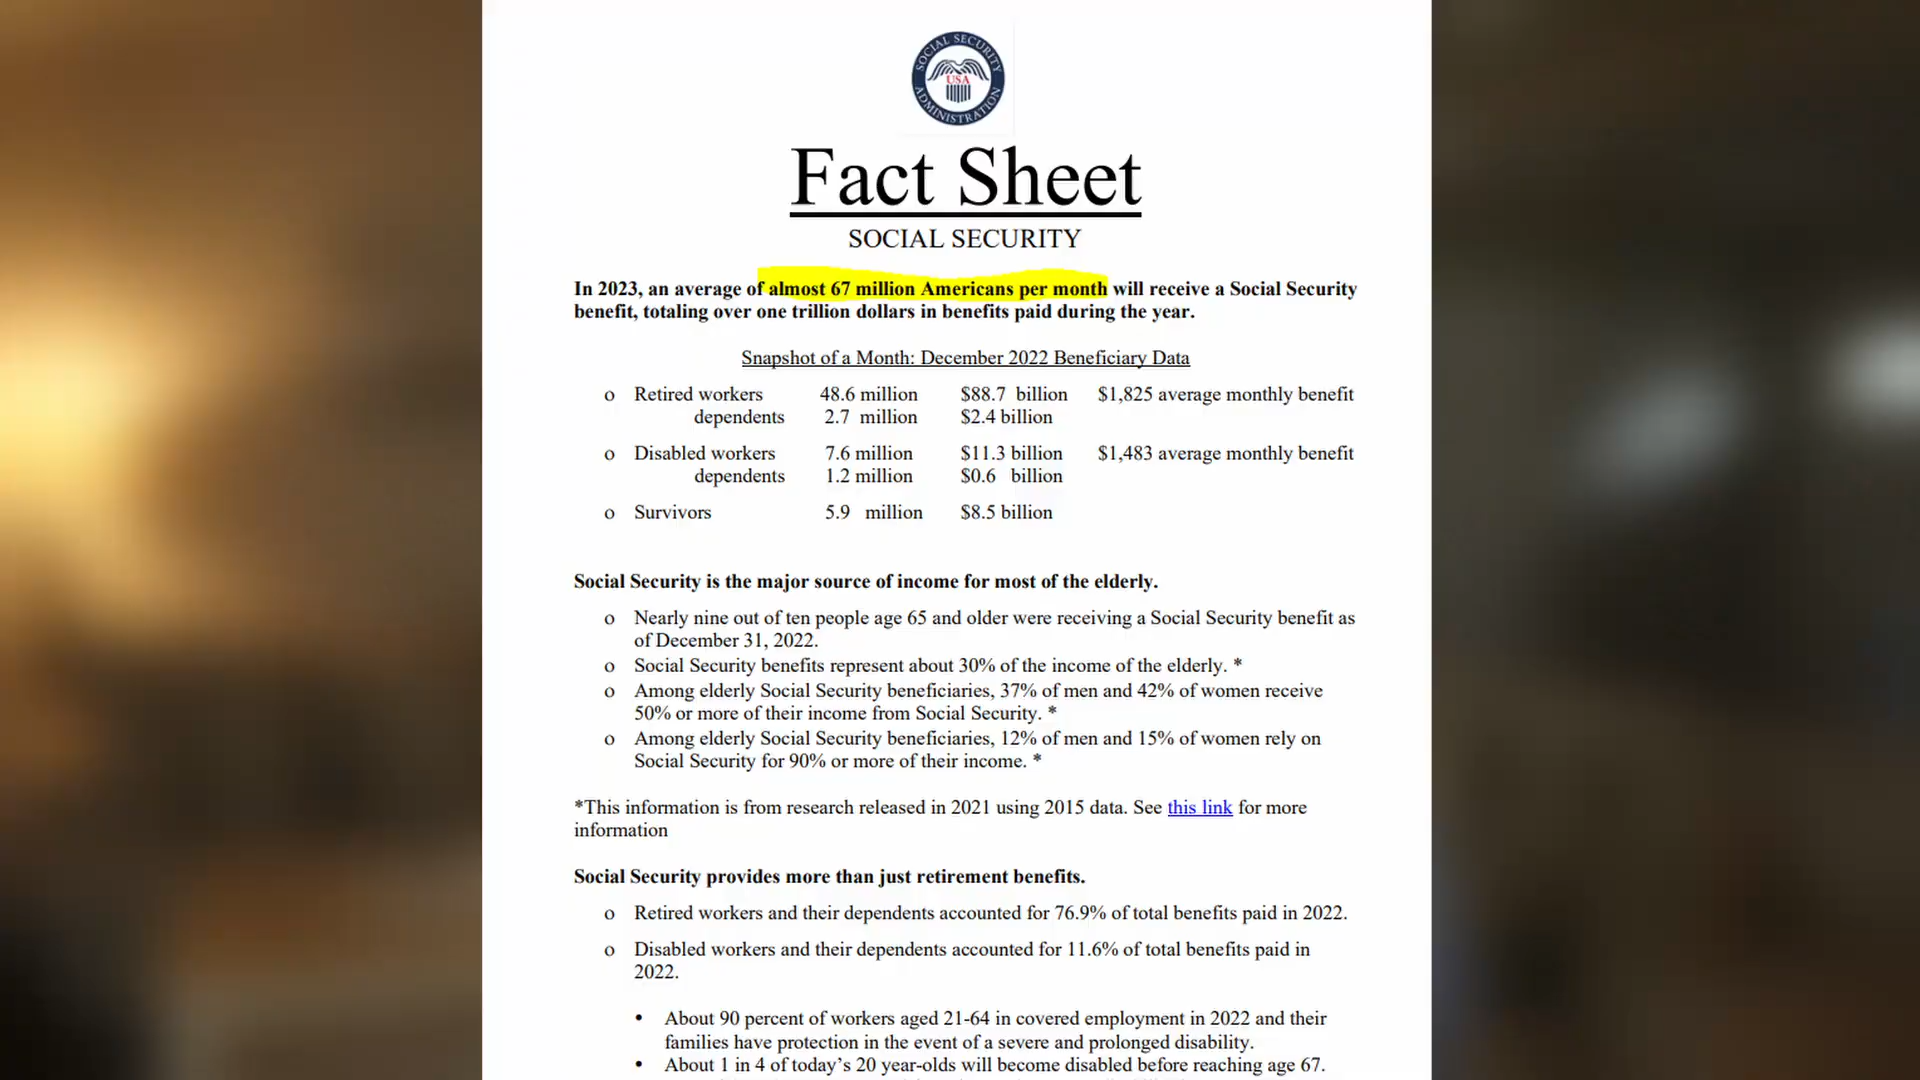 SOCIAL SECURITY
USA
ADMINISTRATION
Fact Sheet
SOCIAL SECURITY
In 2023, an average of almost 67 million Americans per month will receive a Social Security
benefit, totaling over one trillion dollars in benefits paid during the year.
Snapshot of a Month: December 2022 Beneficiary Data
o Retired workers 48.6 million $88.7 billion $1,825 average monthly benefit
dependents 2.7 million $2.4 billion
o Disabled workers 7.6 million $11.3 billion $1,483 average monthly benefit
dependents 1.2 million $0.6 billion
o Survivors 5.9 million $8.5 billion
Social Security is the major source of income for most of the elderly.
o Nearly nine out of ten people age 65 and older were receiving a Social Security benefit as
of December 31, 2022.
o Social Security benefits represent about 30% of the income of the elderly. *
o Among elderly Social Security beneficiaries, 37% of men and 42% of women receive
50% or more of their income from Social Security. *
o Among elderly Social Security beneficiaries, 12% of men and 15% of women rely on
Social Security for 90% or more of their income. *
*This information is from research released in 2021 using 2015 data. See this link for more
information
Social Security provides more than just retirement benefits.
o Retired workers and their dependents accounted for 76.9% of total benefits paid in 2022.
o Disabled workers and their dependents accounted for 11.6% of total benefits paid in
2022.
• About 90 percent of workers aged 21-64 in covered employment in 2022 and their
families have protection in the event of a severe and prolonged disability.
• About 1 in 4 of today’s 20 year-olds will become disabled before reaching age 67.